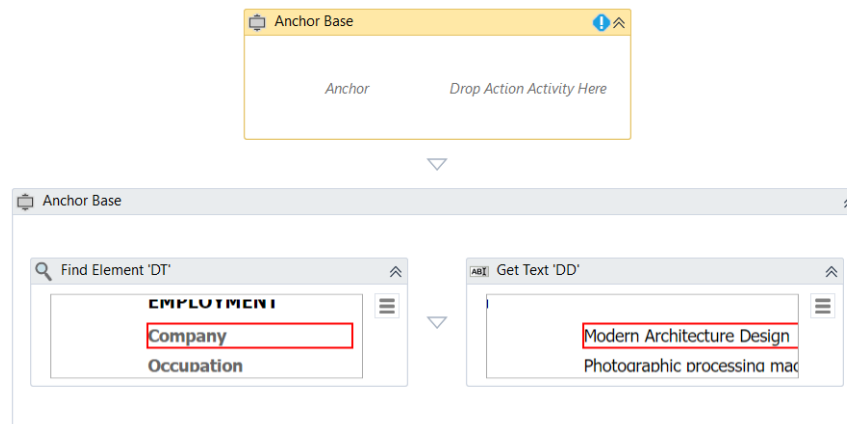 Anchor Base
Anchor
Drop Action Activity Here
Anchor Base
Find Element 'DT'
EMPLOYMENT
Company
Occupation
ABI Get Text 'DD'
Modern Architecture Design
Photographic processing mac